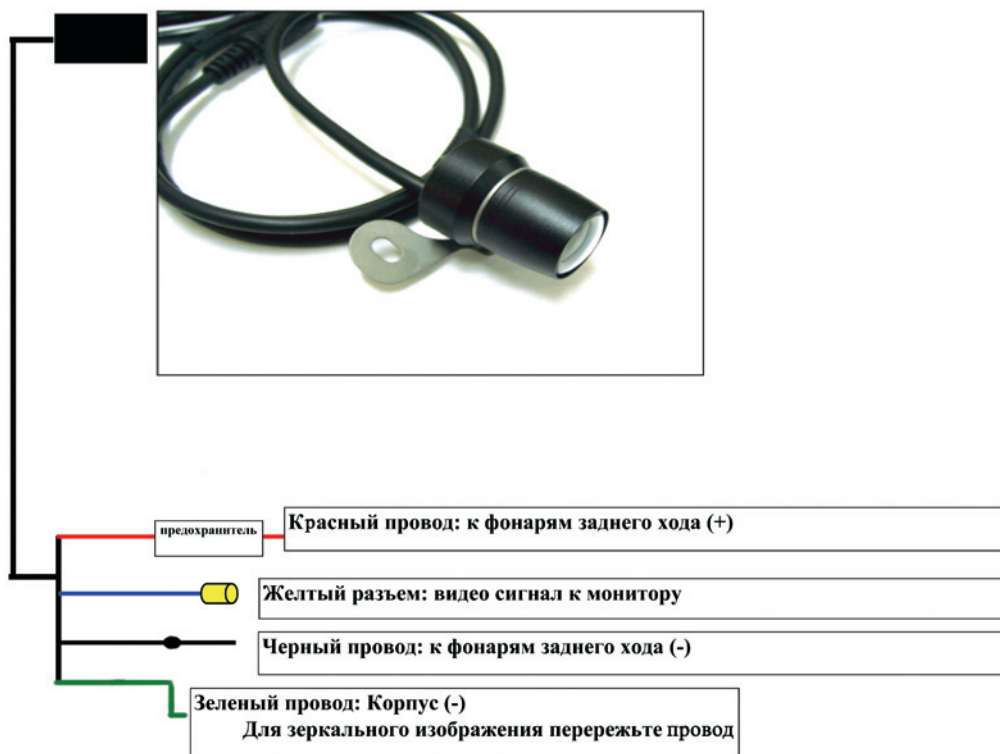 предохранитель
Красный провод: к фонарям заднего хода (+)
Желтый разъем: видео сигнал к монитору
Черный провод: к фонарям заднего хода (-)
Зеленый провод: Корпус (-)
Для зеркального изображения перережьте провод